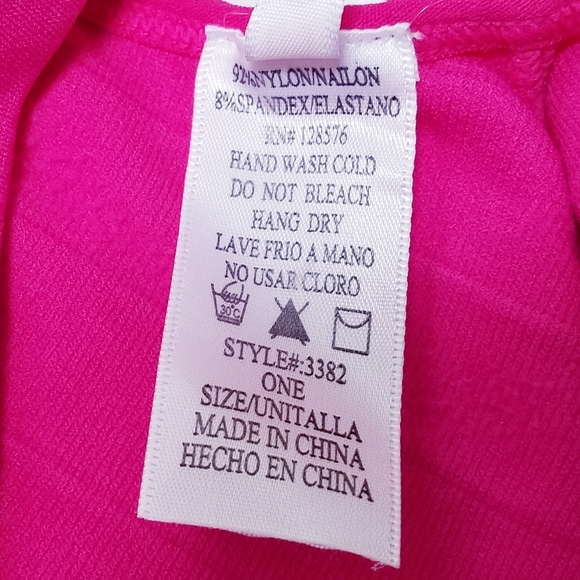 92%NYLON/NAILON
8%SPANDEX/ELASTANO
RN# 128576
HAND WASH COLD
DO NOT BLEACH
HANG DRY
LAVE FRIO A MANO
NO USAR CLORO
30°C
STYLE#:3382
ONE
SIZE/UNITALLA
MADE IN CHINA
HECHO EN CHINA